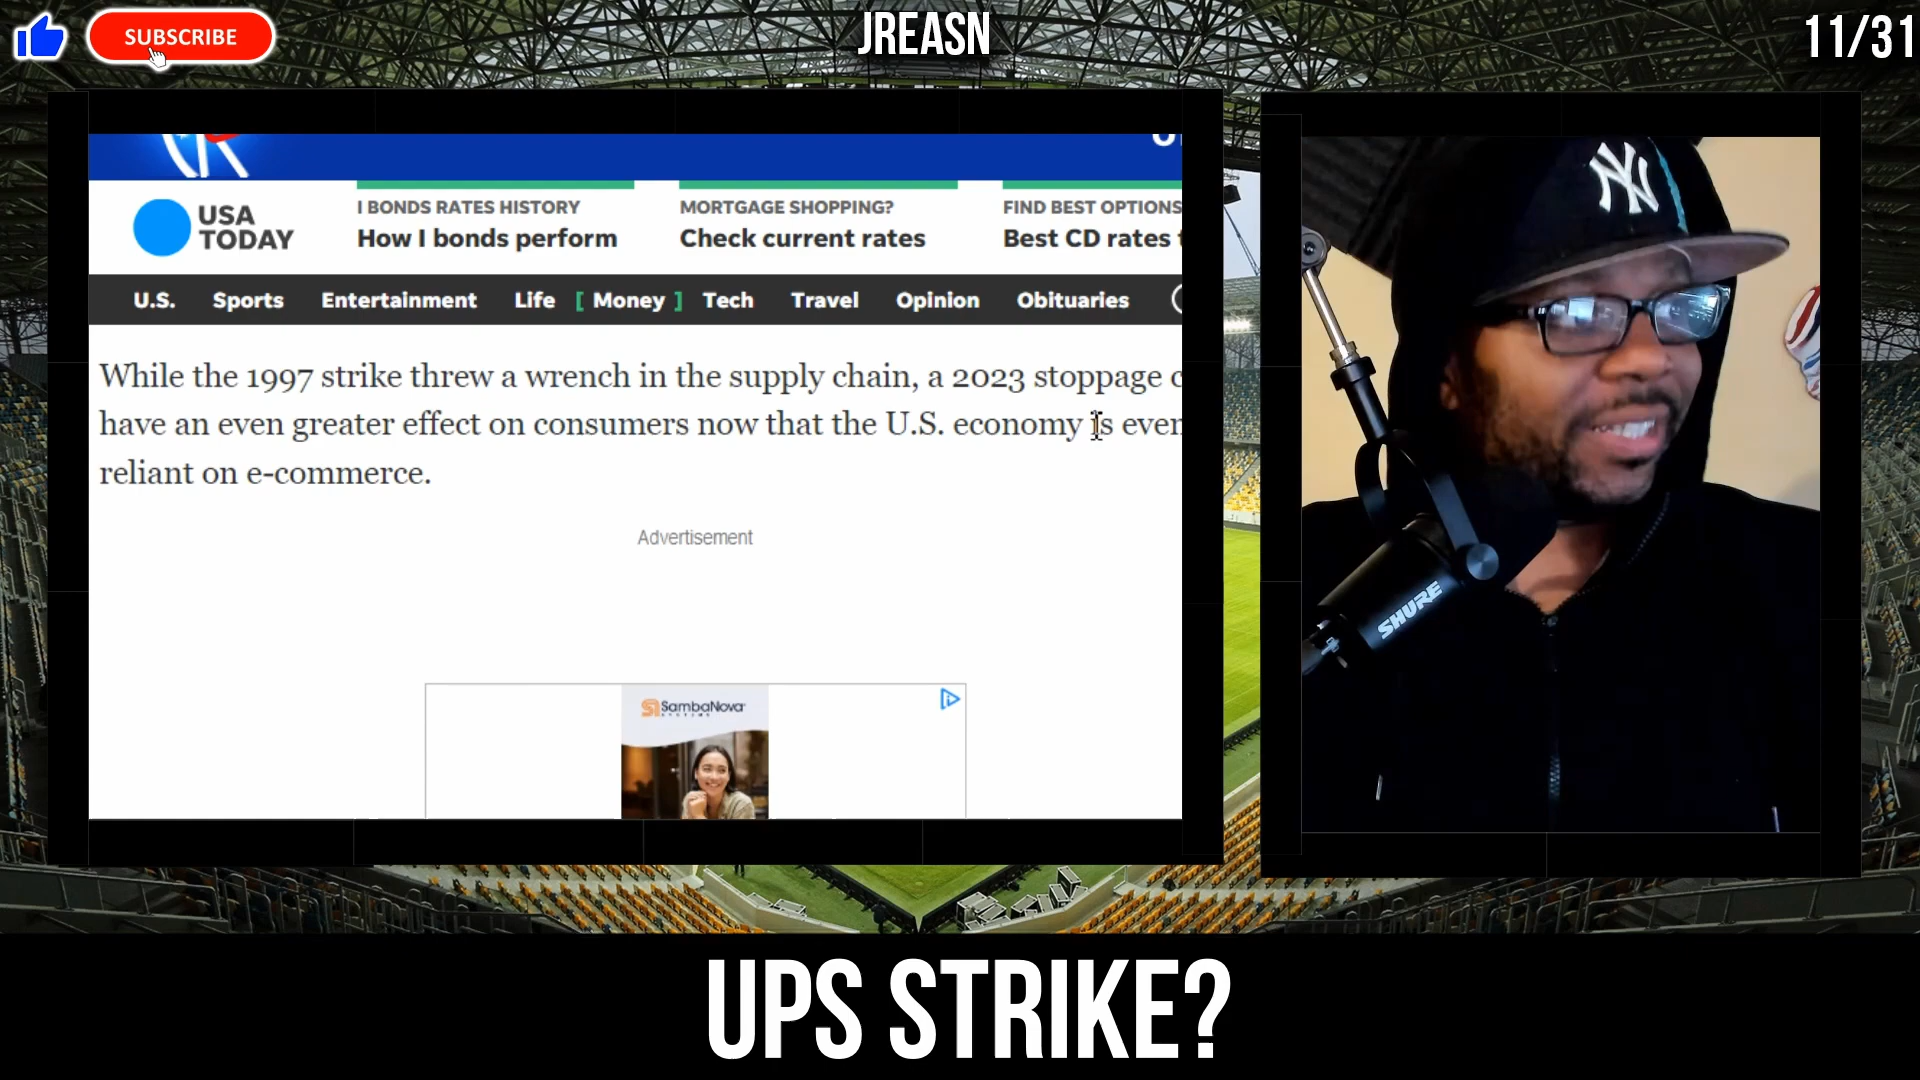 SUBSCRIBE
JREASN
11/31
USA
TODAY
I BONDS RATES HISTORY
How I bonds perform
MORTGAGE SHOPPING?
Check current rates
FIND BEST OPTIONS
Best CD rates
U.S. Sports Entertainment Life [ Money ] Tech Travel Opinion Obituaries
While the 1997 strike threw a wrench in the supply chain, a 2023 stoppage
have an even greater effect on consumers now that the U.S. economy is even
reliant on e-commerce.
Advertisement
SambaNova
SYSTEMS
NY
SHURE
UPS STRIKE?